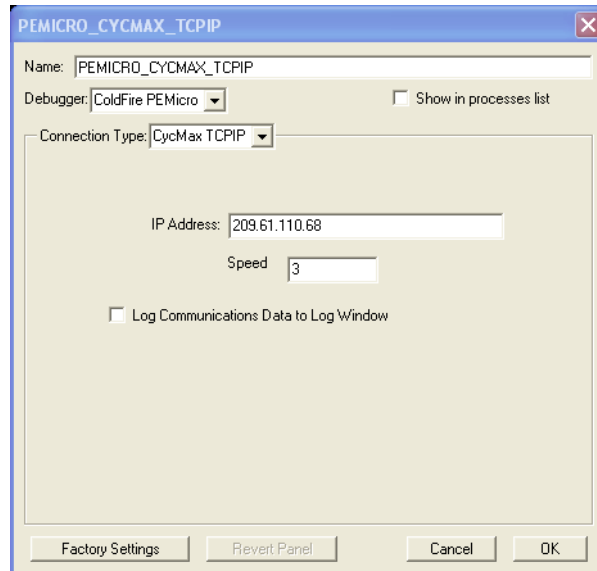 PEMICRO_CYCMAX_TCPIP
Name: PEMICRO_CYCMAX_TCPIP
Debugger: ColdFire PEMicro Show in processes list
Connection Type: CycMax TCPIP
IP Address: 209.61.110.68
Speed 3
Log Communications Data to Log Window
Factory Settings Revert Panel Cancel OK